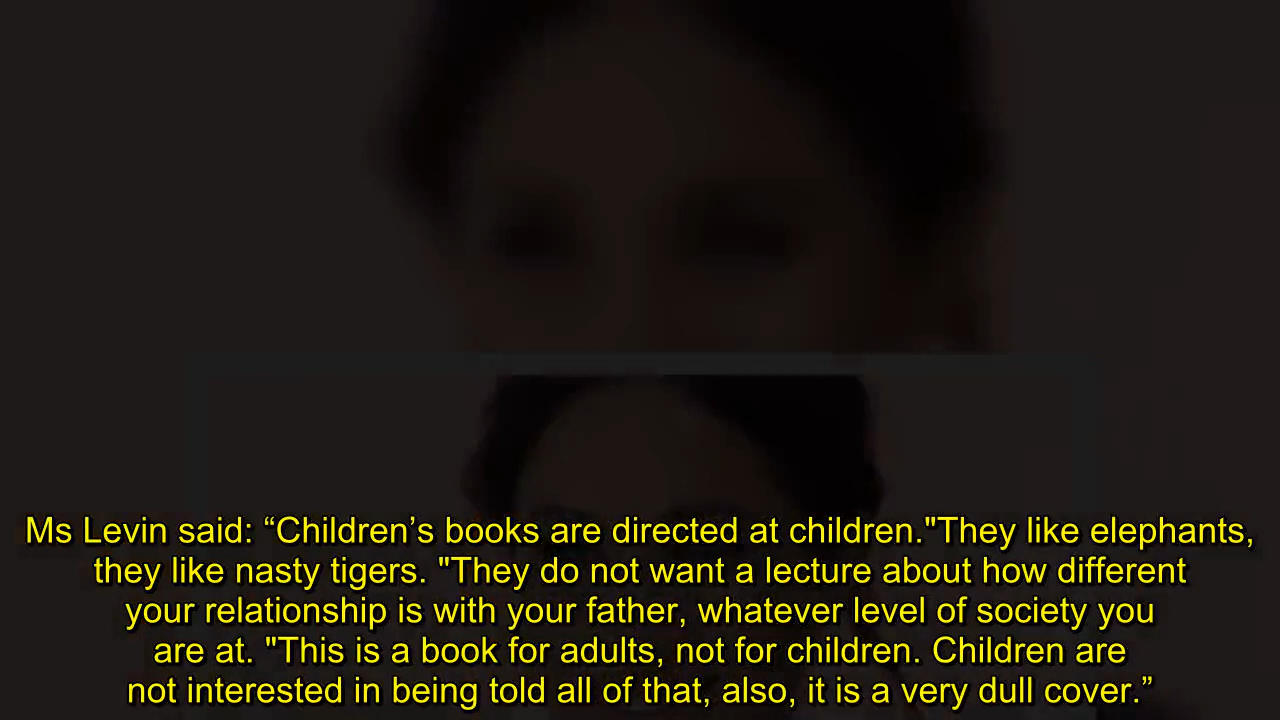 Ms Levin said: “Children’s books are directed at children."They like elephants,
they like nasty tigers. "They do not want a lecture about how different
your relationship is with your father, whatever level of society you
are at. "This is a book for adults, not for children. Children are
not interested in being told all of that, also, it is a very dull cover.”